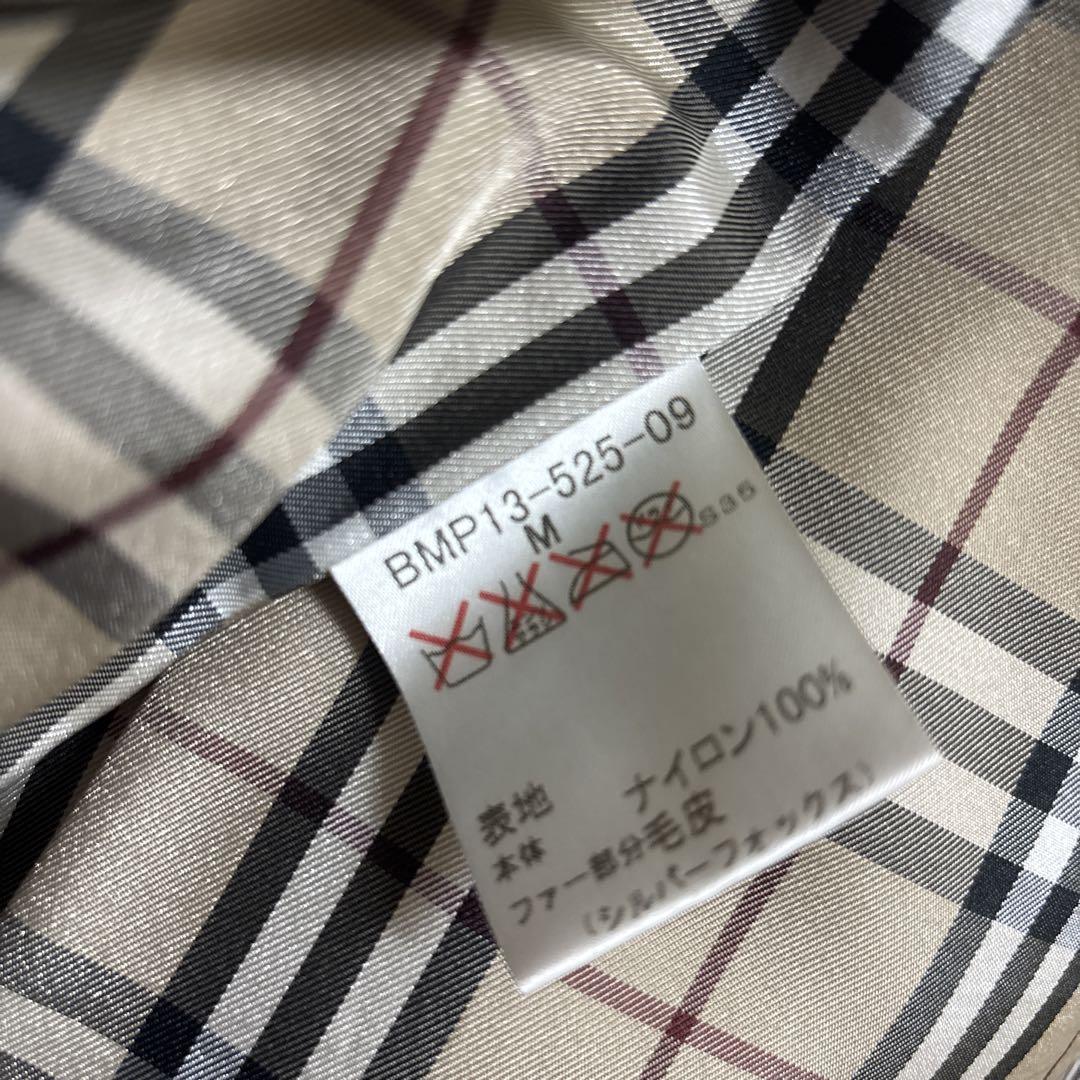 BMP13-525-09
M
S35
表地 ナイロン100%
本体
ファー部分毛皮
(シルバーフォックス)